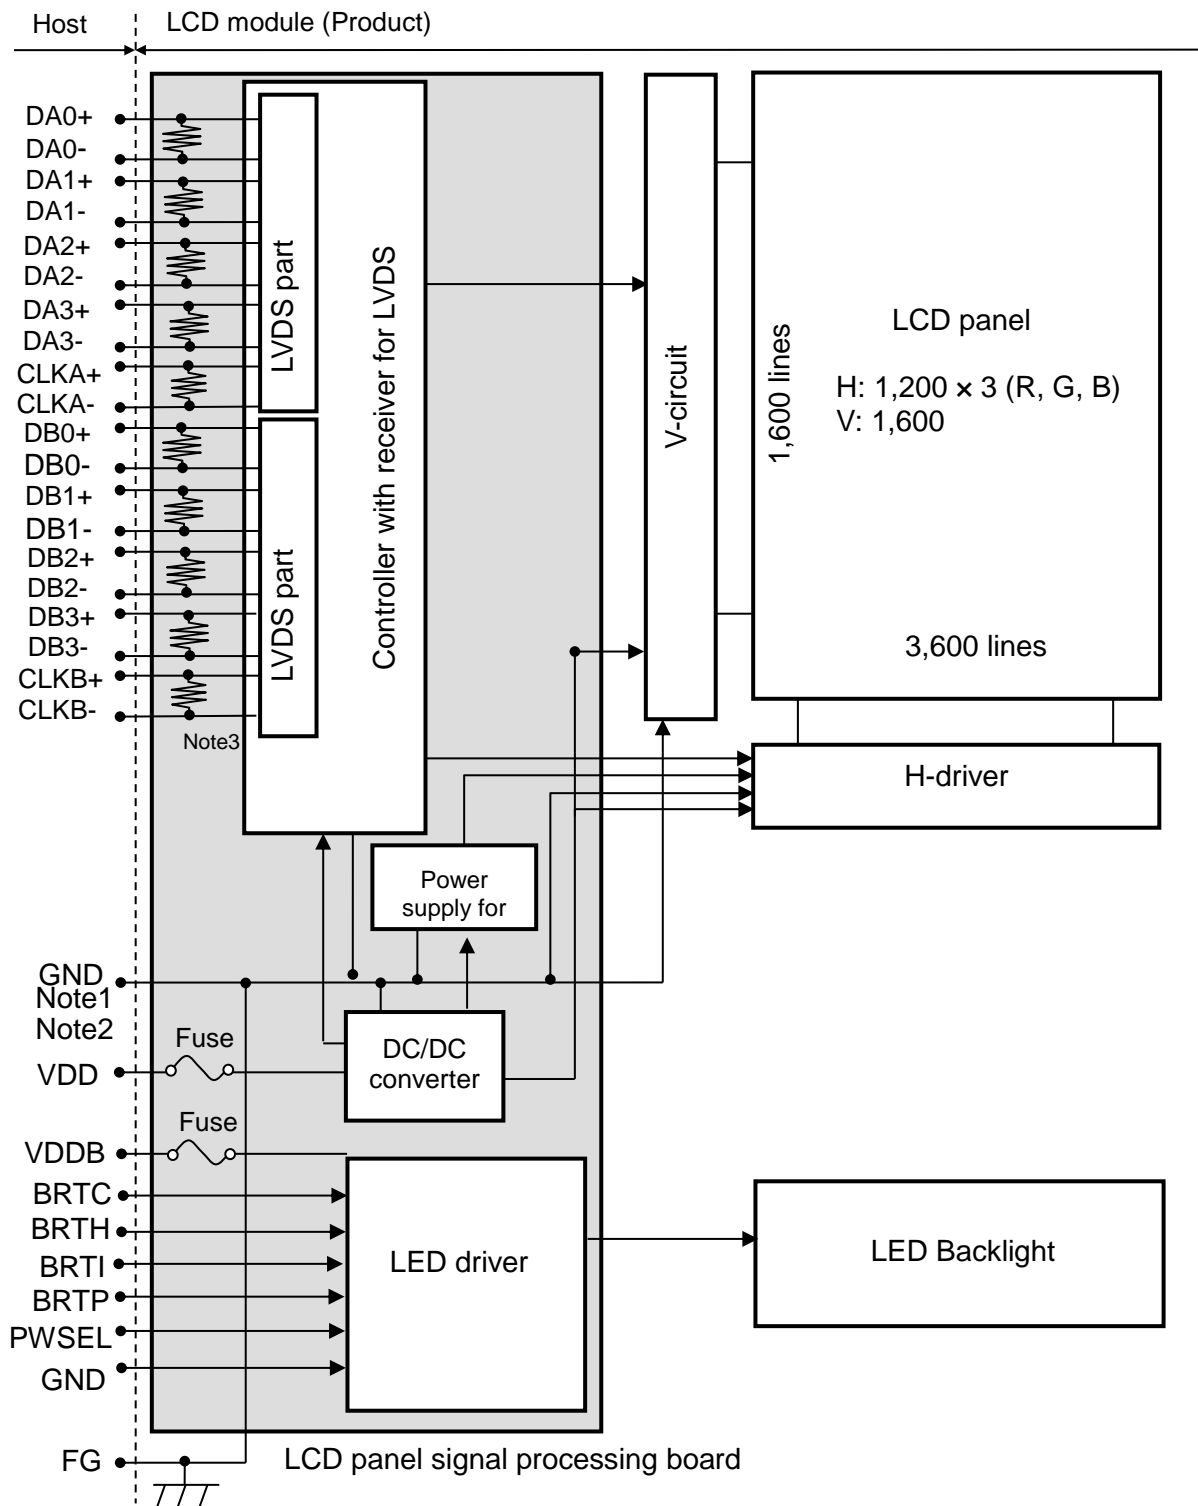 Host
LCD module (Product)
DA0+
DA0-
DA1+
DA1-
DA2+
DA2-
DA3+
DA3-
CLKA+
CLKA-
DB0+
DB0-
DB1+
DB1-
DB2+
DB2-
DB3+
DB3-
CLKB+
CLKB-
Note3
LVDS part
LVDS part
Controller with receiver for LVDS
V-circuit
1,600 lines
LCD panel
H: 1,200 × 3 (R, G, B)
V: 1,600
3,600 lines
H-driver
Power
supply for
GND
Note1
Note2
Fuse
VDD
DC/DC
converter
Fuse
VDDB
BRTC
BRTH
BRTI
BRTP
PWSEL
GND
LED driver
LED Backlight
FG
LCD panel signal processing board